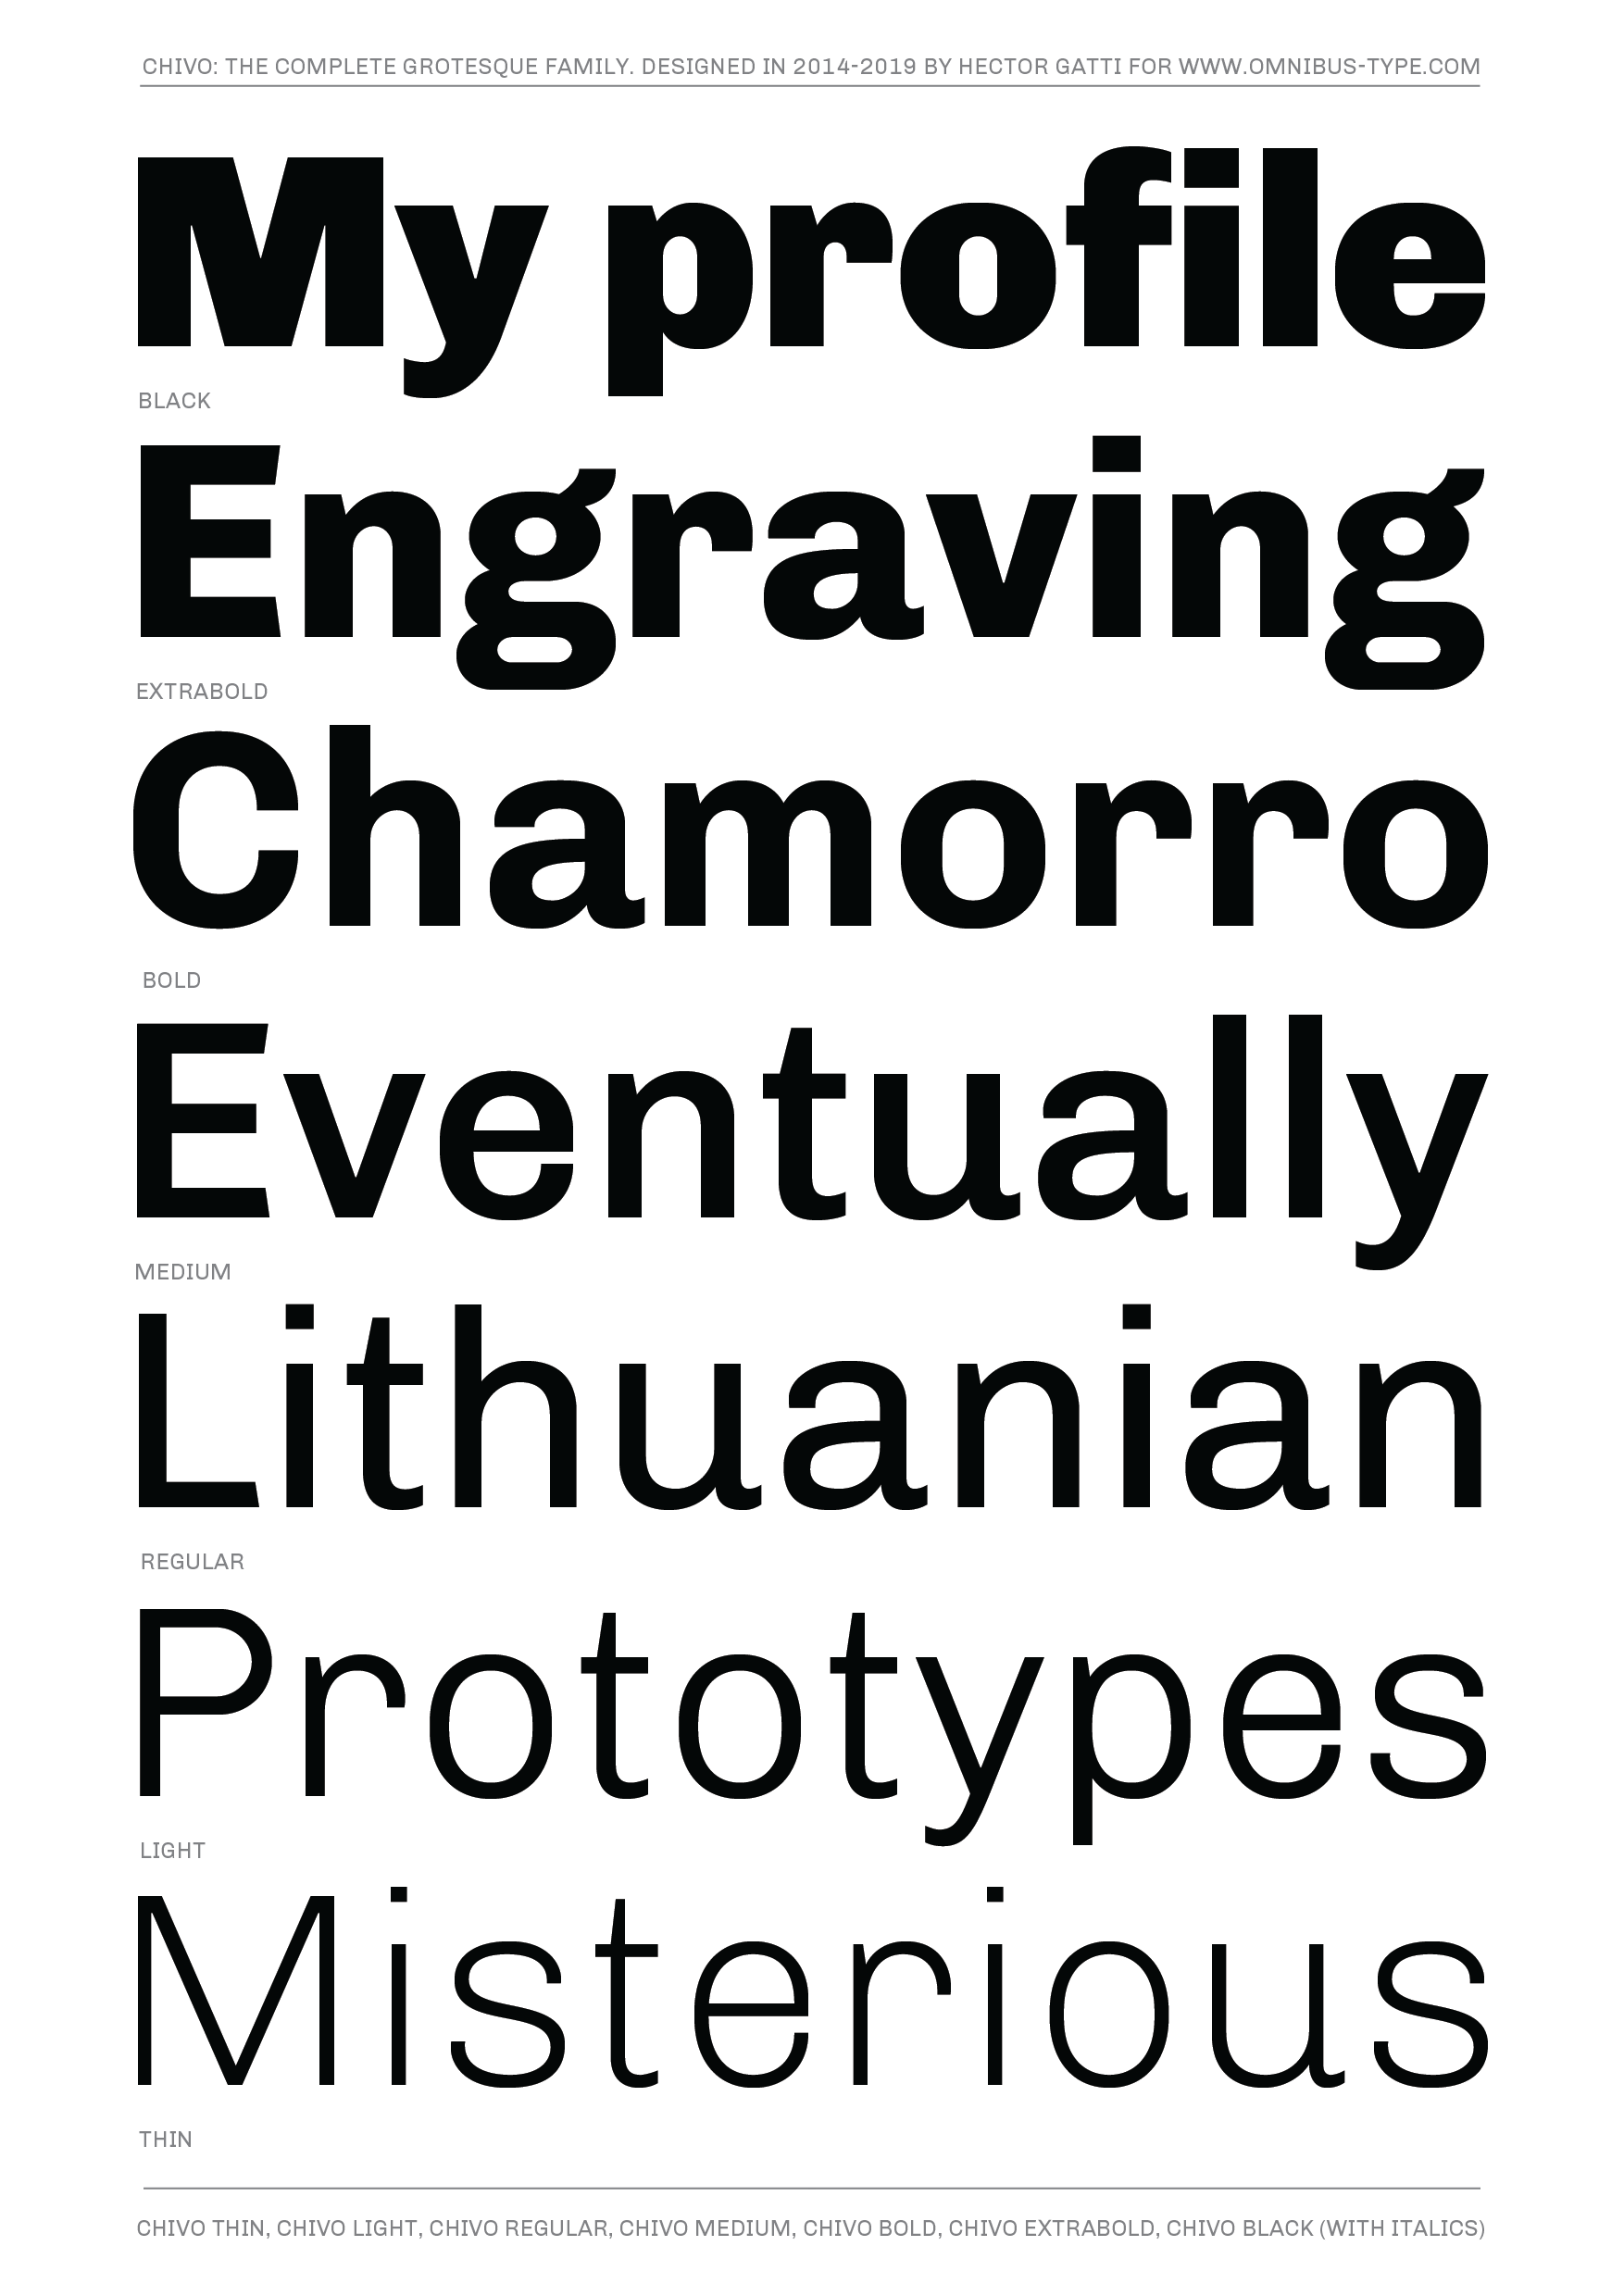 CHIVO: THE COMPLETE GROTESQUE FAMILY. DESIGNED IN 2014-2019 BY HECTOR GATTI FOR WWW.OMNIBUS-TYPE.COM
My profile
BLACK
Engraving
EXTRABOLD
Chamorro
BOLD
Eventually
MEDIUM
Lithuanian
REGULAR
Prototypes
LIGHT
Misterious
THIN
CHIVO THIN, CHIVO LIGHT, CHIVO REGULAR, CHIVO MEDIUM, CHIVO BOLD, CHIVO EXTRABOLD, CHIVO BLACK (WITH ITALICS)